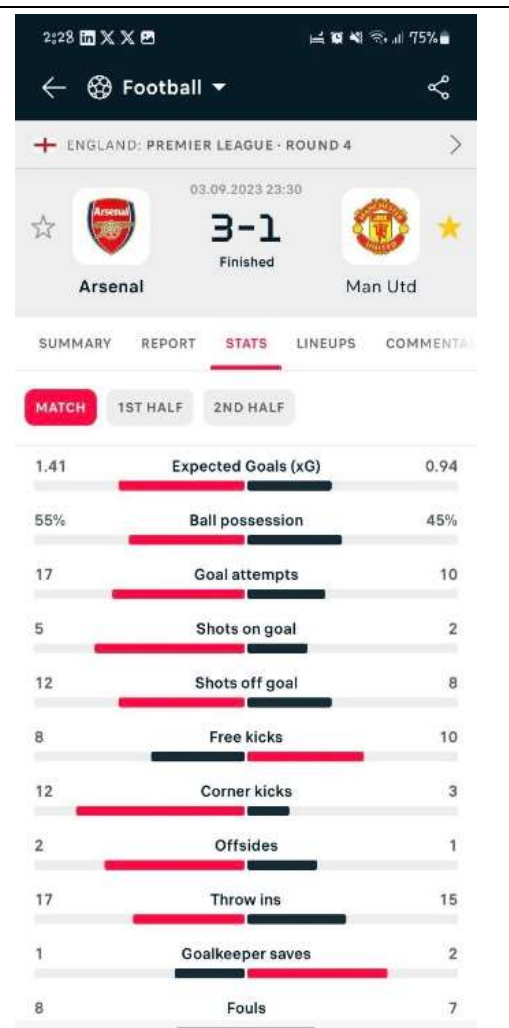 2:28 in X X 75%
Football
ENGLAND: PREMIER LEAGUE - ROUND 4
03.09.2023 23:30
Arsenal
MANCHESTER
UNITED
3-1
Finished
Arsenal Man Utd
SUMMARY REPORT STATS LINEUPS COMMENTA
MATCH 1ST HALF 2ND HALF
1.41 Expected Goals (xG) 0.94
55% Ball possession 45%
17 Goal attempts 10
5 Shots on goal 2
12 Shots off goal 8
8 Free kicks 10
12 Corner kicks 3
2 Offsides 1
17 Throw ins 15
1 Goalkeeper saves 2
8 Fouls 7